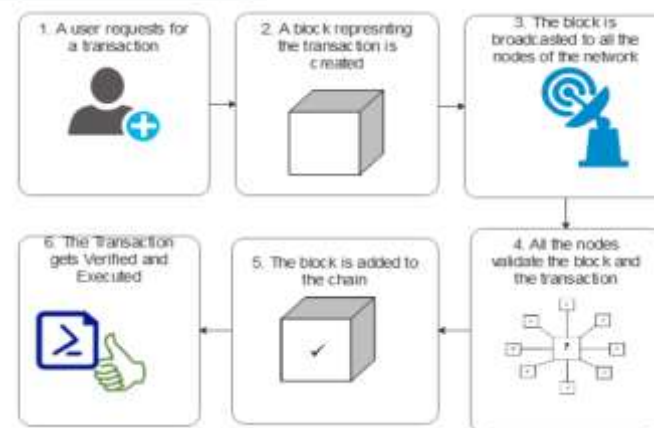 1. A user requests for
a transaction
2. A block represnting
the transaction is
created
3. The block is
broadcasted to all the
nodes of the network
4. All the nodes
validate the block and
the transaction
?
5. The block is added to
the chain
✓
6. The Transaction
gets Verified and
Executed